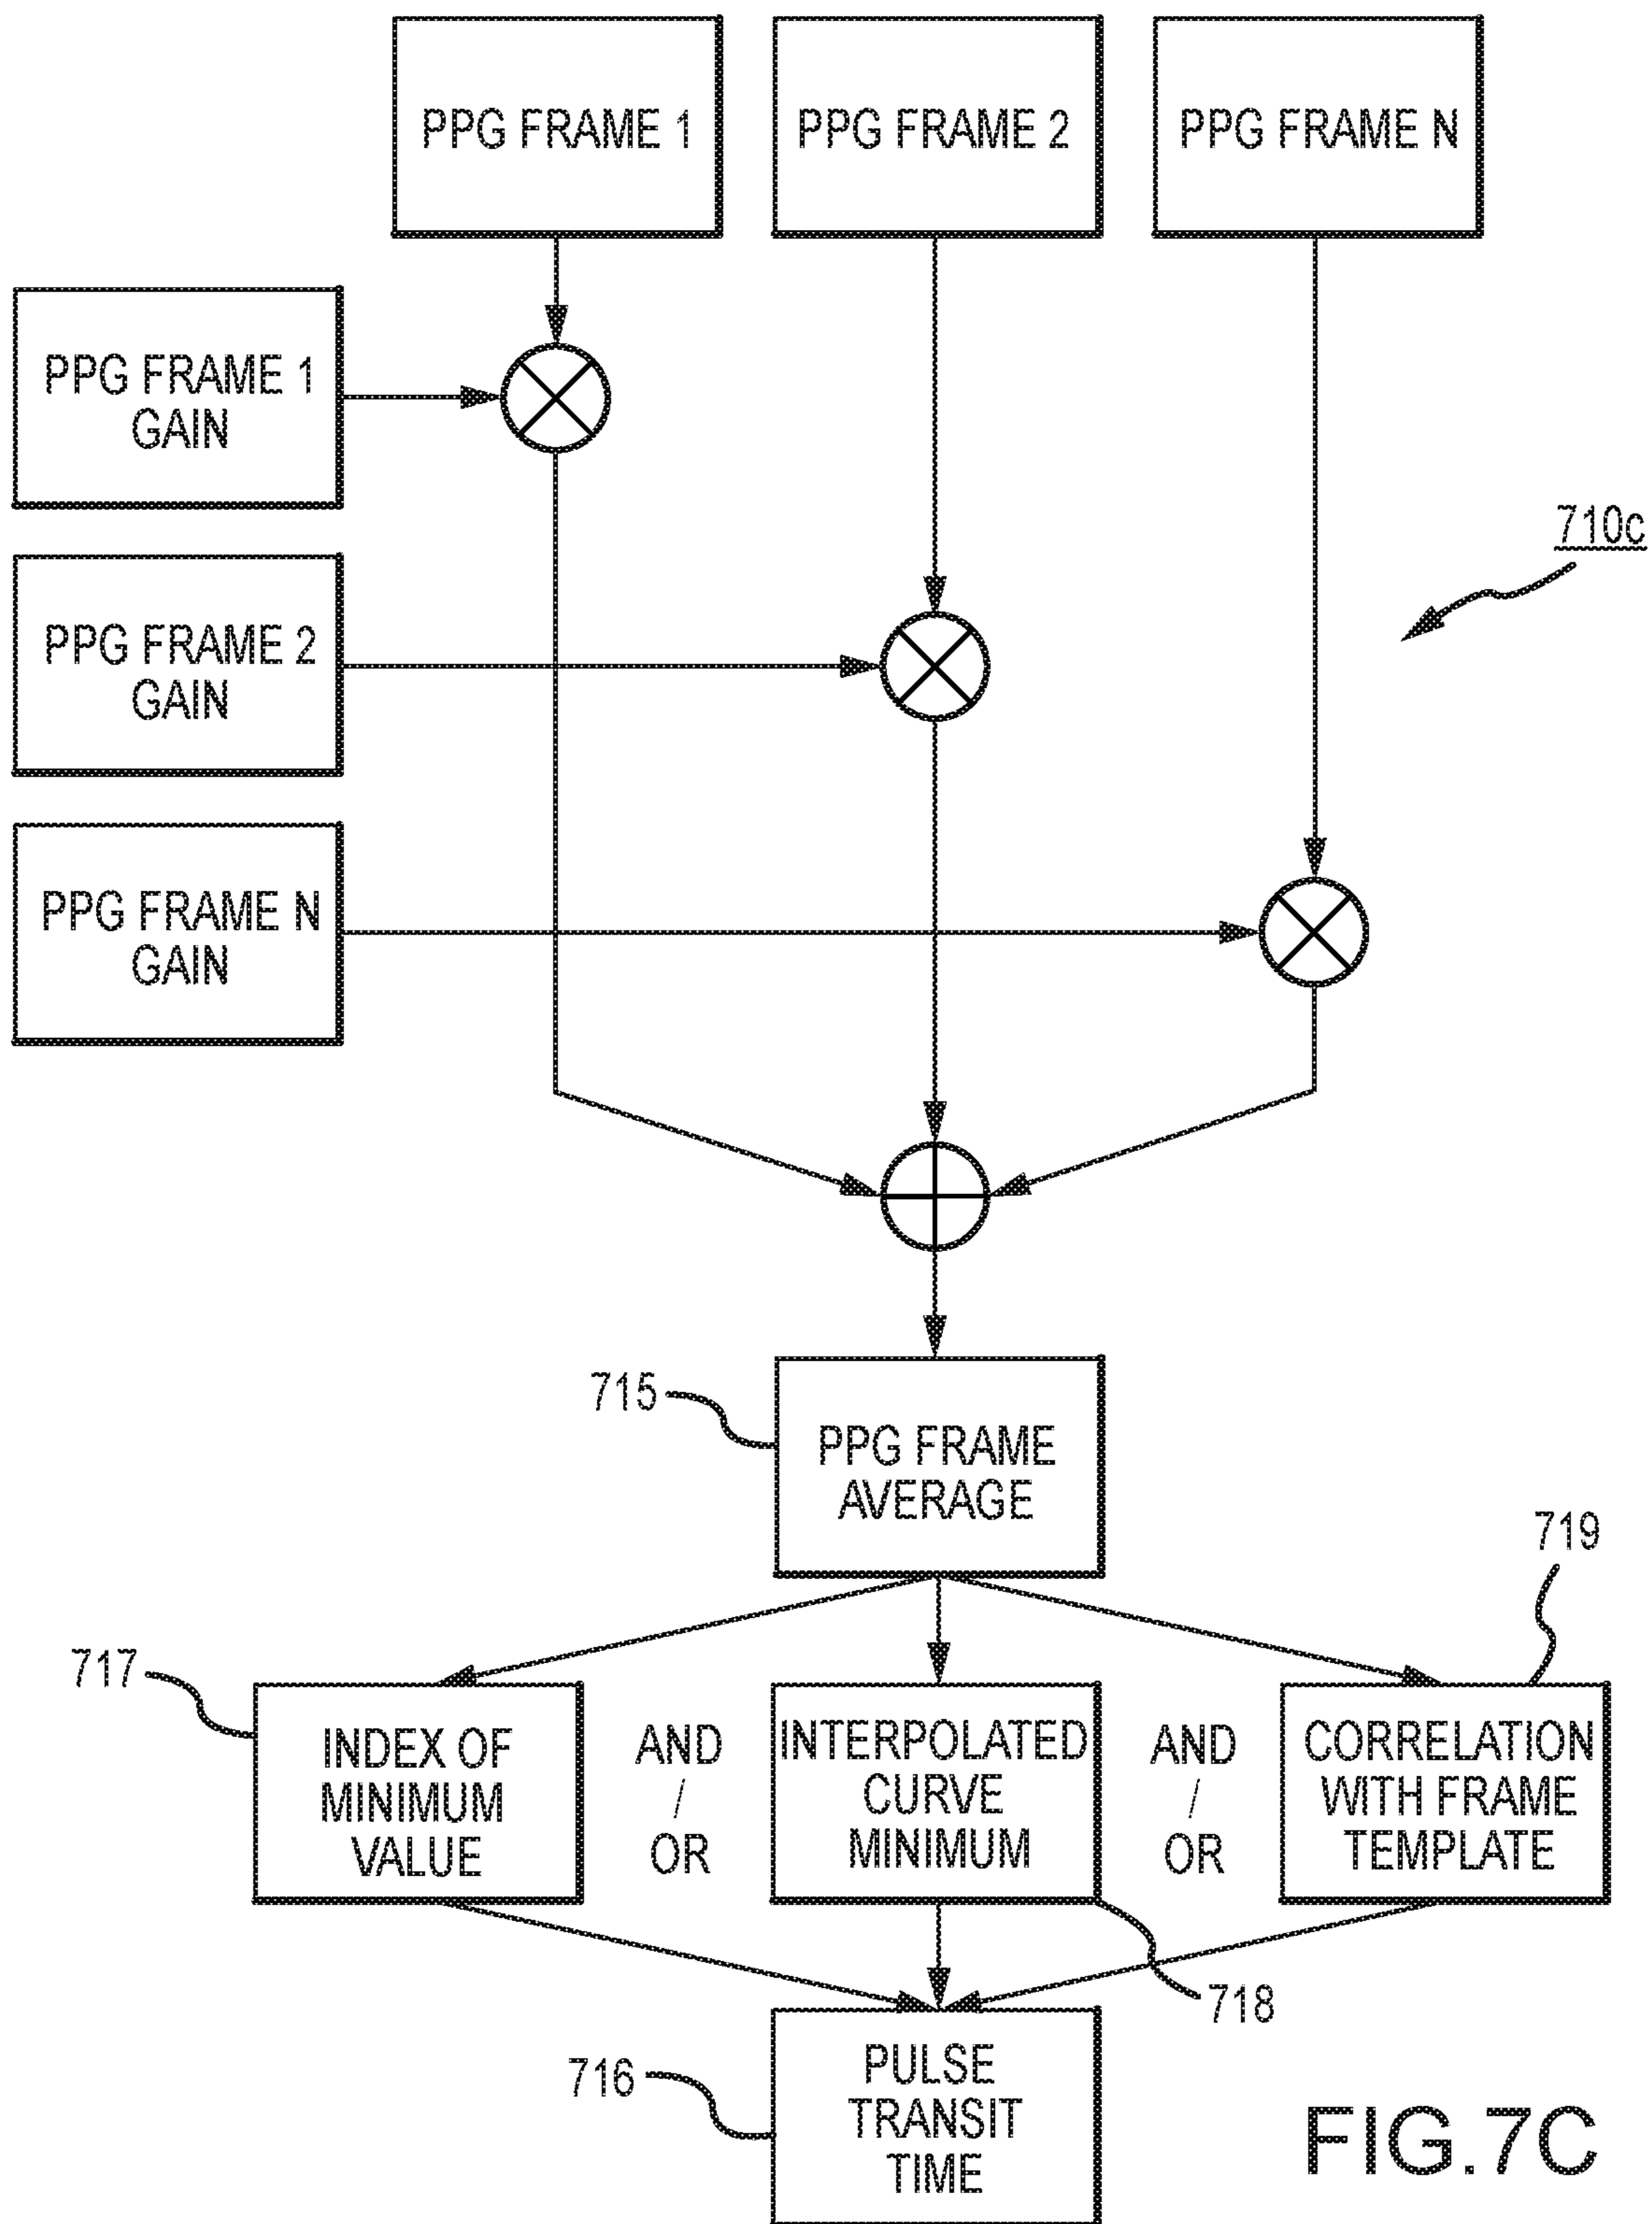 PPG FRAME 1
PPG FRAME 2
PPG FRAME N
PPG FRAME 1
GAIN
710c
PPG FRAME 2
GAIN
PPG FRAME N
GAIN
715
PPG FRAME
AVERAGE
719
717
INDEX OF
MINIMUM
VALUE
AND
/
OR
INTERPOLATED
CURVE
MINIMUM
AND
/
OR
CORRELATION
WITH FRAME
TEMPLATE
718
716
PULSE
TRANSIT
TIME
FIG.7C